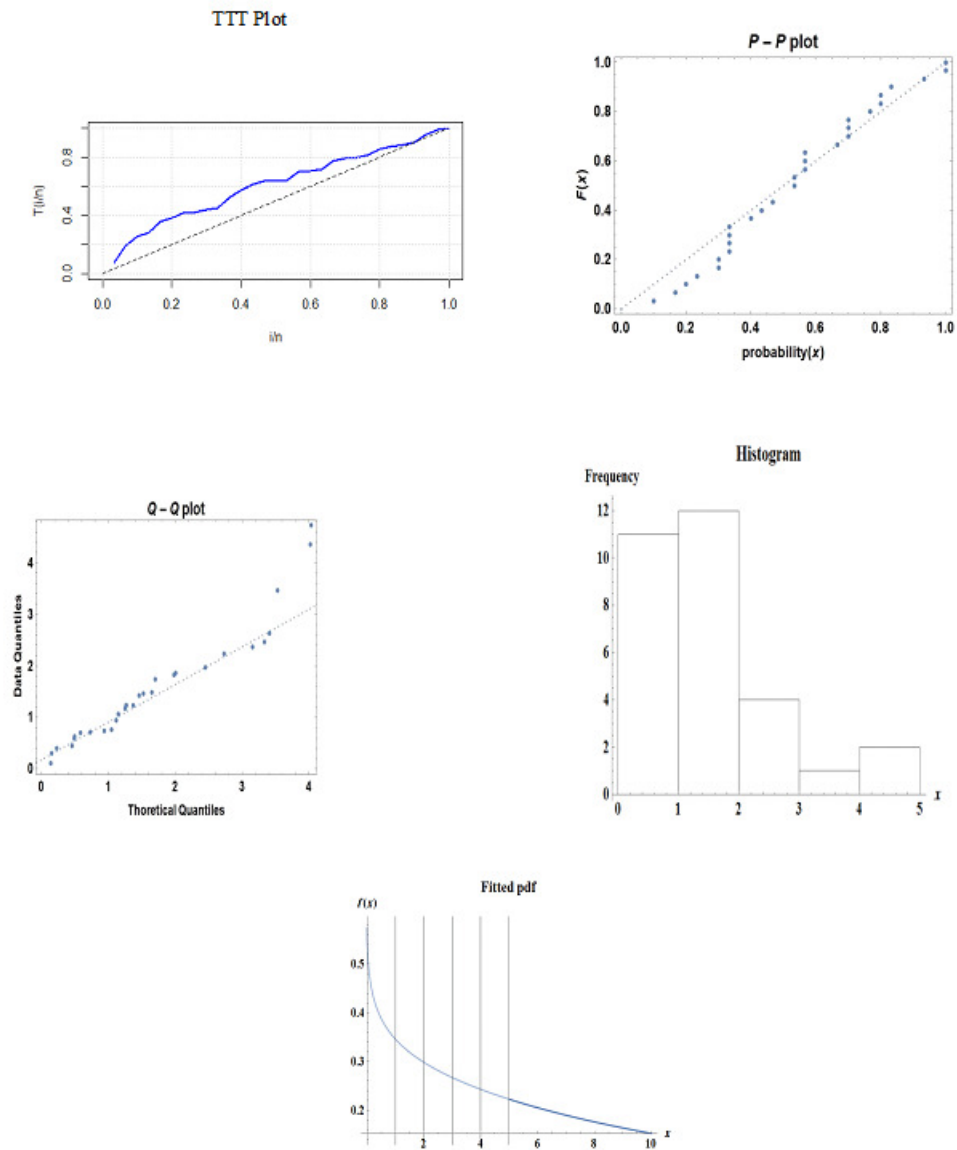 TTT Plot
T(i/n)
0.8
0.4
0.0
0.0 0.2 0.4 0.6 0.8 1.0
i/n
P – P plot
F(x)
1.0
0.8
0.6
0.4
0.2
0.0
0.0 0.2 0.4 0.6 0.8 1.0
probability(x)
Q – Q plot
Data Quantiles
4
3
2
1
0
0 1 2 3 4
Thoretical Quantiles
Histogram
Frequency
12
10
8
6
4
2
0
0 1 2 3 4 5 x
Fitted pdf
f(x)
0.5
0.4
0.3
0.2
2 4 6 8 10 x